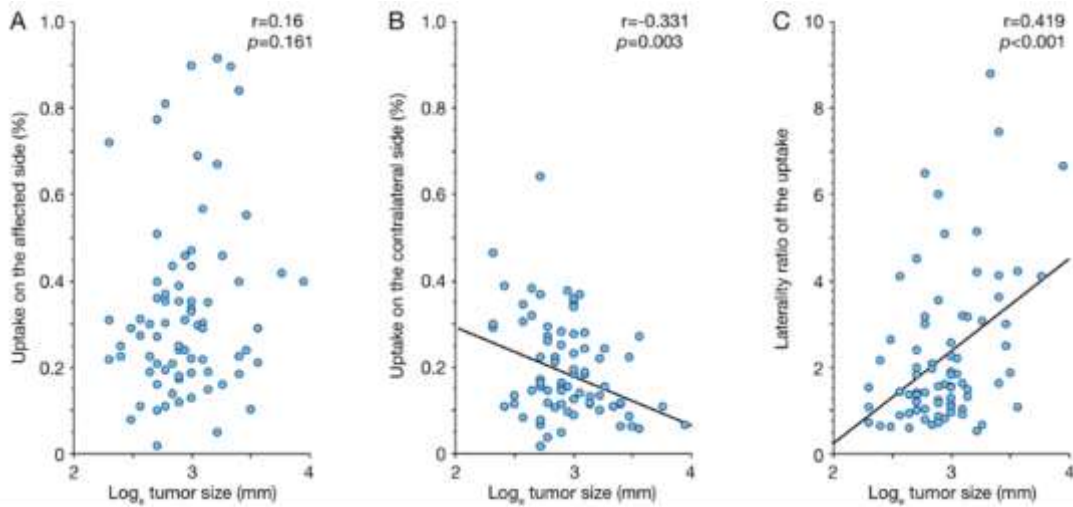 A
r=0.16
p=0.161
Uptake on the affected side (%)
1.0
0.8
0.6
0.4
0.2
0
2
3
4
Logₑ tumor size (mm)
B
r=-0.331
p=0.003
Uptake on the contralateral side (%)
1.0
0.8
0.6
0.4
0.2
0
2
3
4
Logₑ tumor size (mm)
C
r=0.419
p<0.001
Laterality ratio of the uptake
10
8
6
4
2
0
2
3
4
Logₑ tumor size (mm)